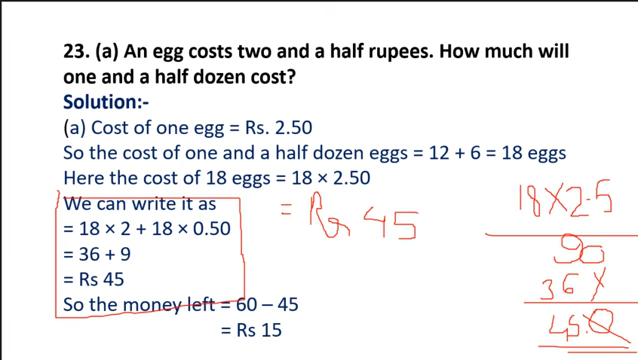 23. (a) An egg costs two and a half rupees. How much will
one and a half dozen cost?
Solution:-
(a) Cost of one egg = Rs. 2.50
So the cost of one and a half dozen eggs = 12 + 6 = 18 eggs
Here the cost of 18 eggs = 18 × 2.50
We can write it as
= 18 × 2 + 18 × 0.50
= 36 + 9
= Rs 45
So the money left = 60 – 45
= Rs 15
= Rs 45
18×2.5
90
36×
45.0